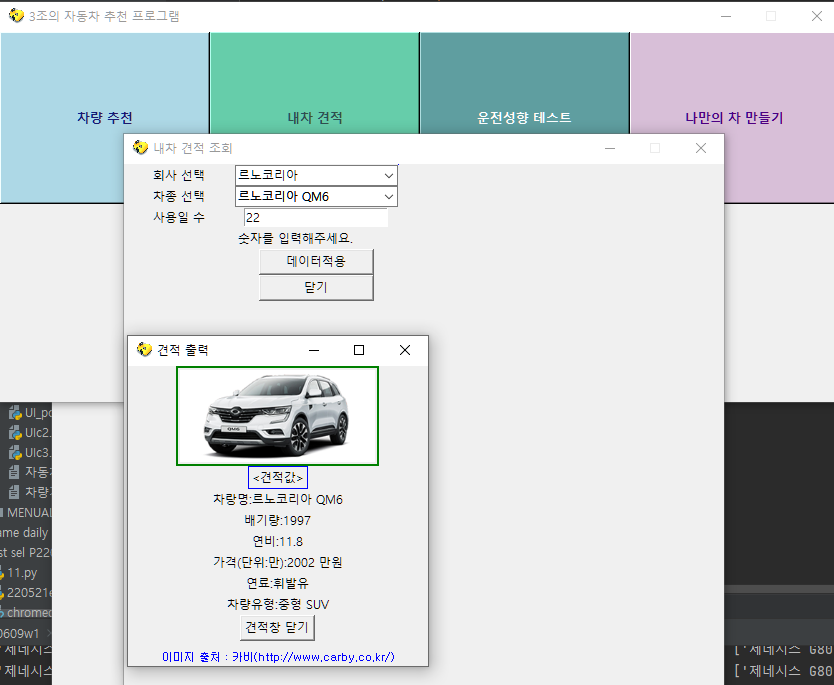 3조의 자동차 추천 프로그램
차량 추천
내차 견적
운전성향 테스트
나만의 차 만들기
내차 견적 조회
회사 선택 르노코리아
차종 선택 르노코리아 QM6
사용일 수 22
숫자를 입력해주세요.
데이터적용
닫기
견적 출력
QM6
<견적값>
차랑명:르노코리아 QM6
배기량:1997
연비:11.8
가격(단위:만):2002 만원
연료:휘발유
차량유형:중형 SUV
견적창 닫기
이미지 출처 : 카비(http://www.carby.co.kr/)
UI_po
UIc2.
UIc3.
자동
차량
MENUAL
ame daily
st sel P220
11.py
220521e
chromed
0609w1
'제네시스
'제네시스
['제네시스 G80
['제네시스 G80